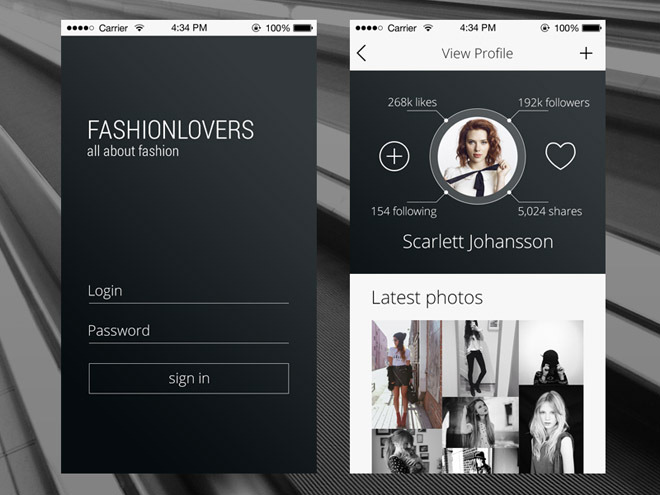 Carrier 4:34 PM 100%
FASHIONLOVERS
all about fashion
Login
Password
sign in
Carrier 4:34 PM 100%
View Profile
268k likes
192k followers
154 following
5,024 shares
Scarlett Johansson
Latest photos